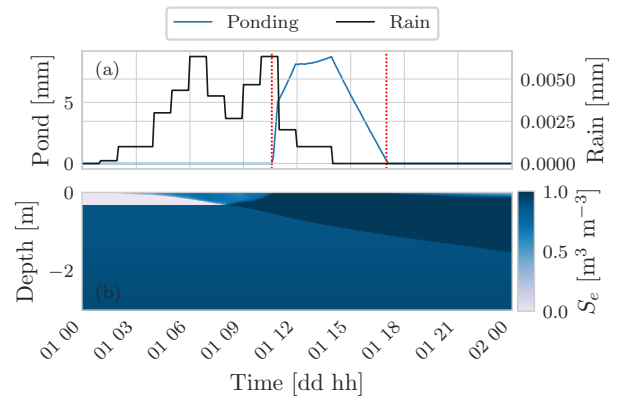 Ponding Rain
(a)
Pond [mm]
5
0
0.0050
0.0025
0.0000
Rain [mm]
(b)
Depth [m]
0
−2
1.0
0.5
0.0
S_e [m³ m⁻³]
01 00 01 03 01 06 01 09 01 12 01 15 01 18 01 21 02 00
Time [dd hh]